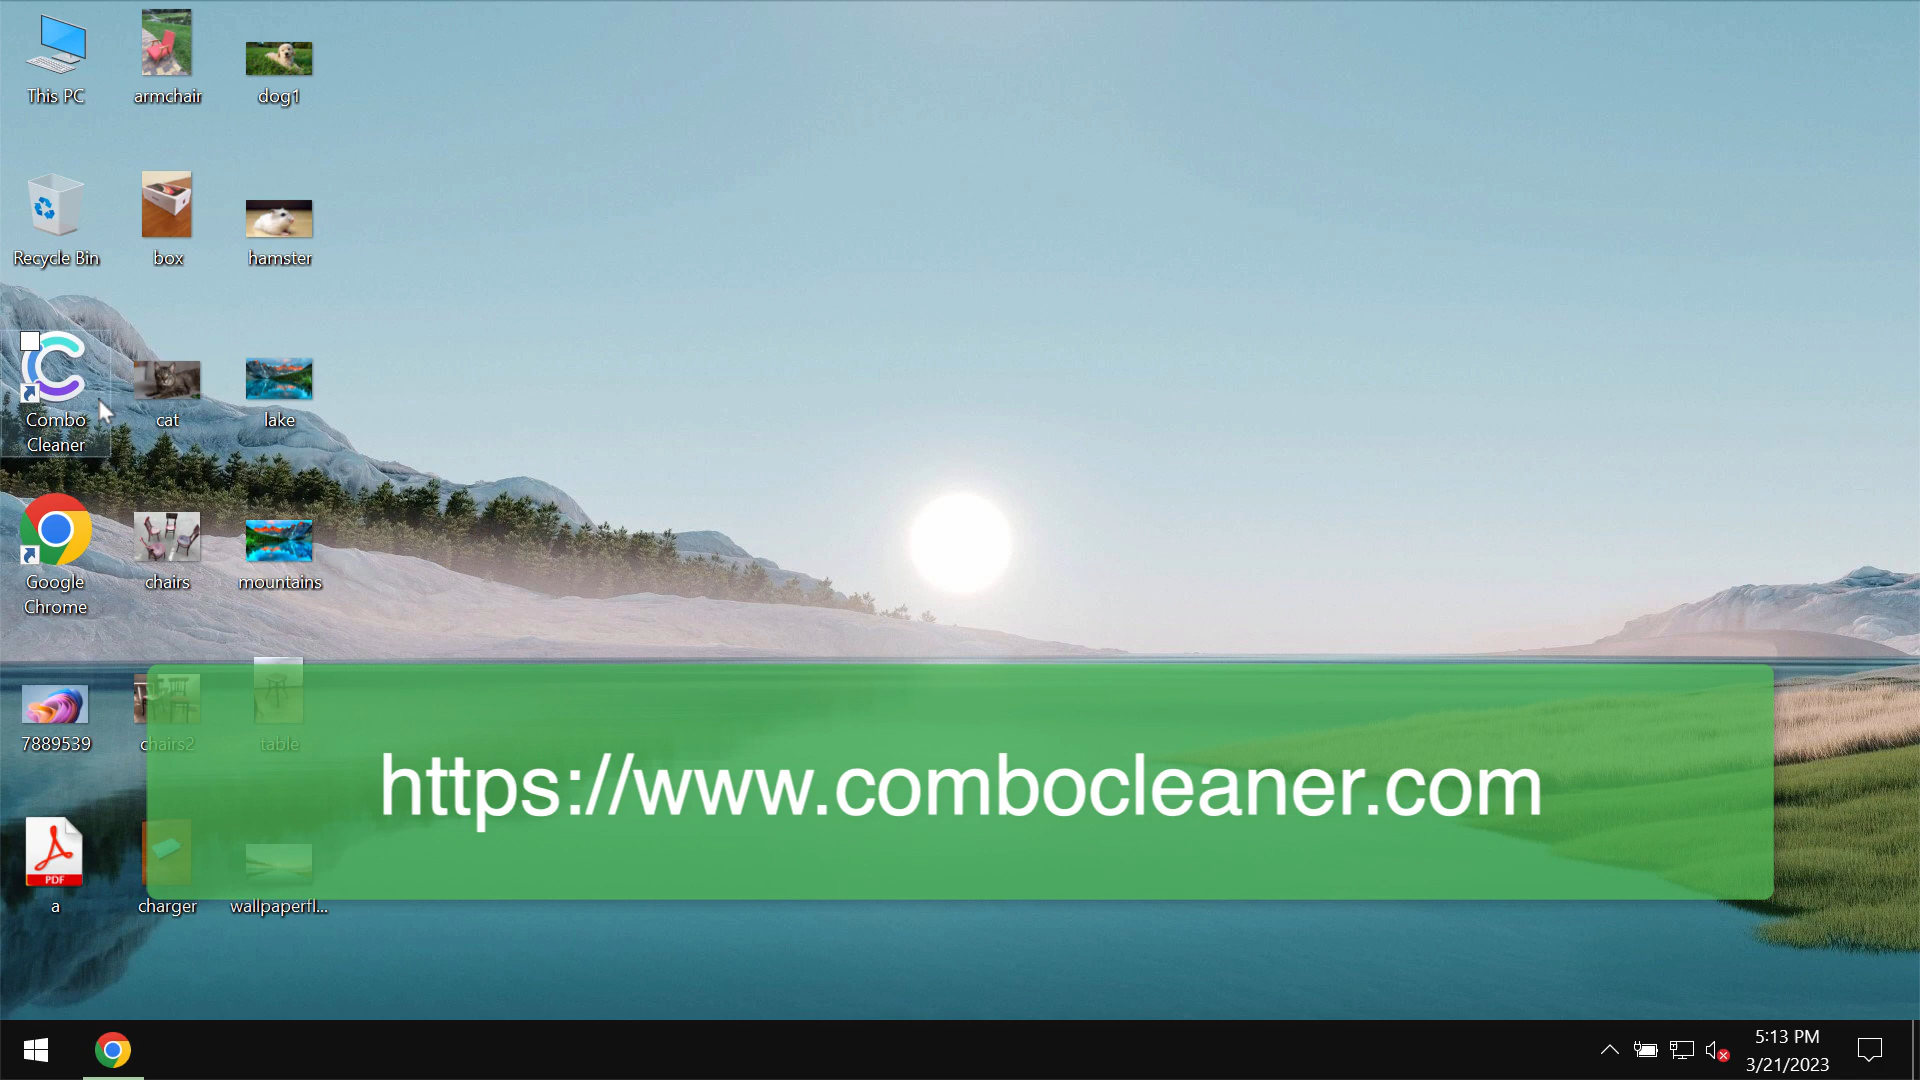 This PC
armchair
dog1
Recycle Bin
box
hamster
Combo
Cleaner
cat
lake
Google
Chrome
chairs
mountains
7889539
chairs2
table
https://www.combocleaner.com
PDF
a
charger
wallpaperfl...
5:13 PM
3/21/2023